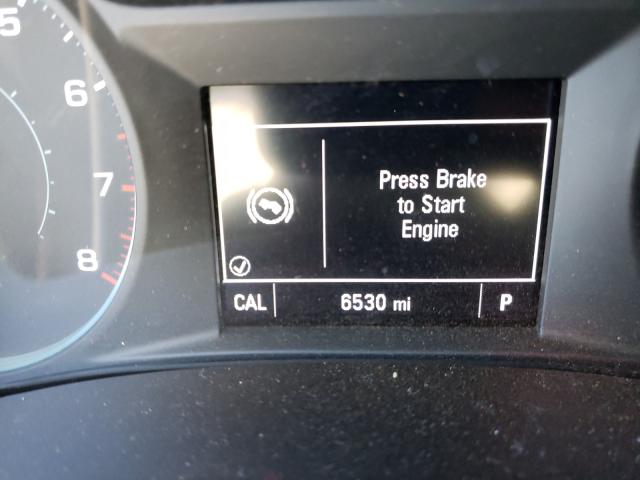 5
6
7
8
Press Brake
to Start
Engine
CAL 6530 mi P